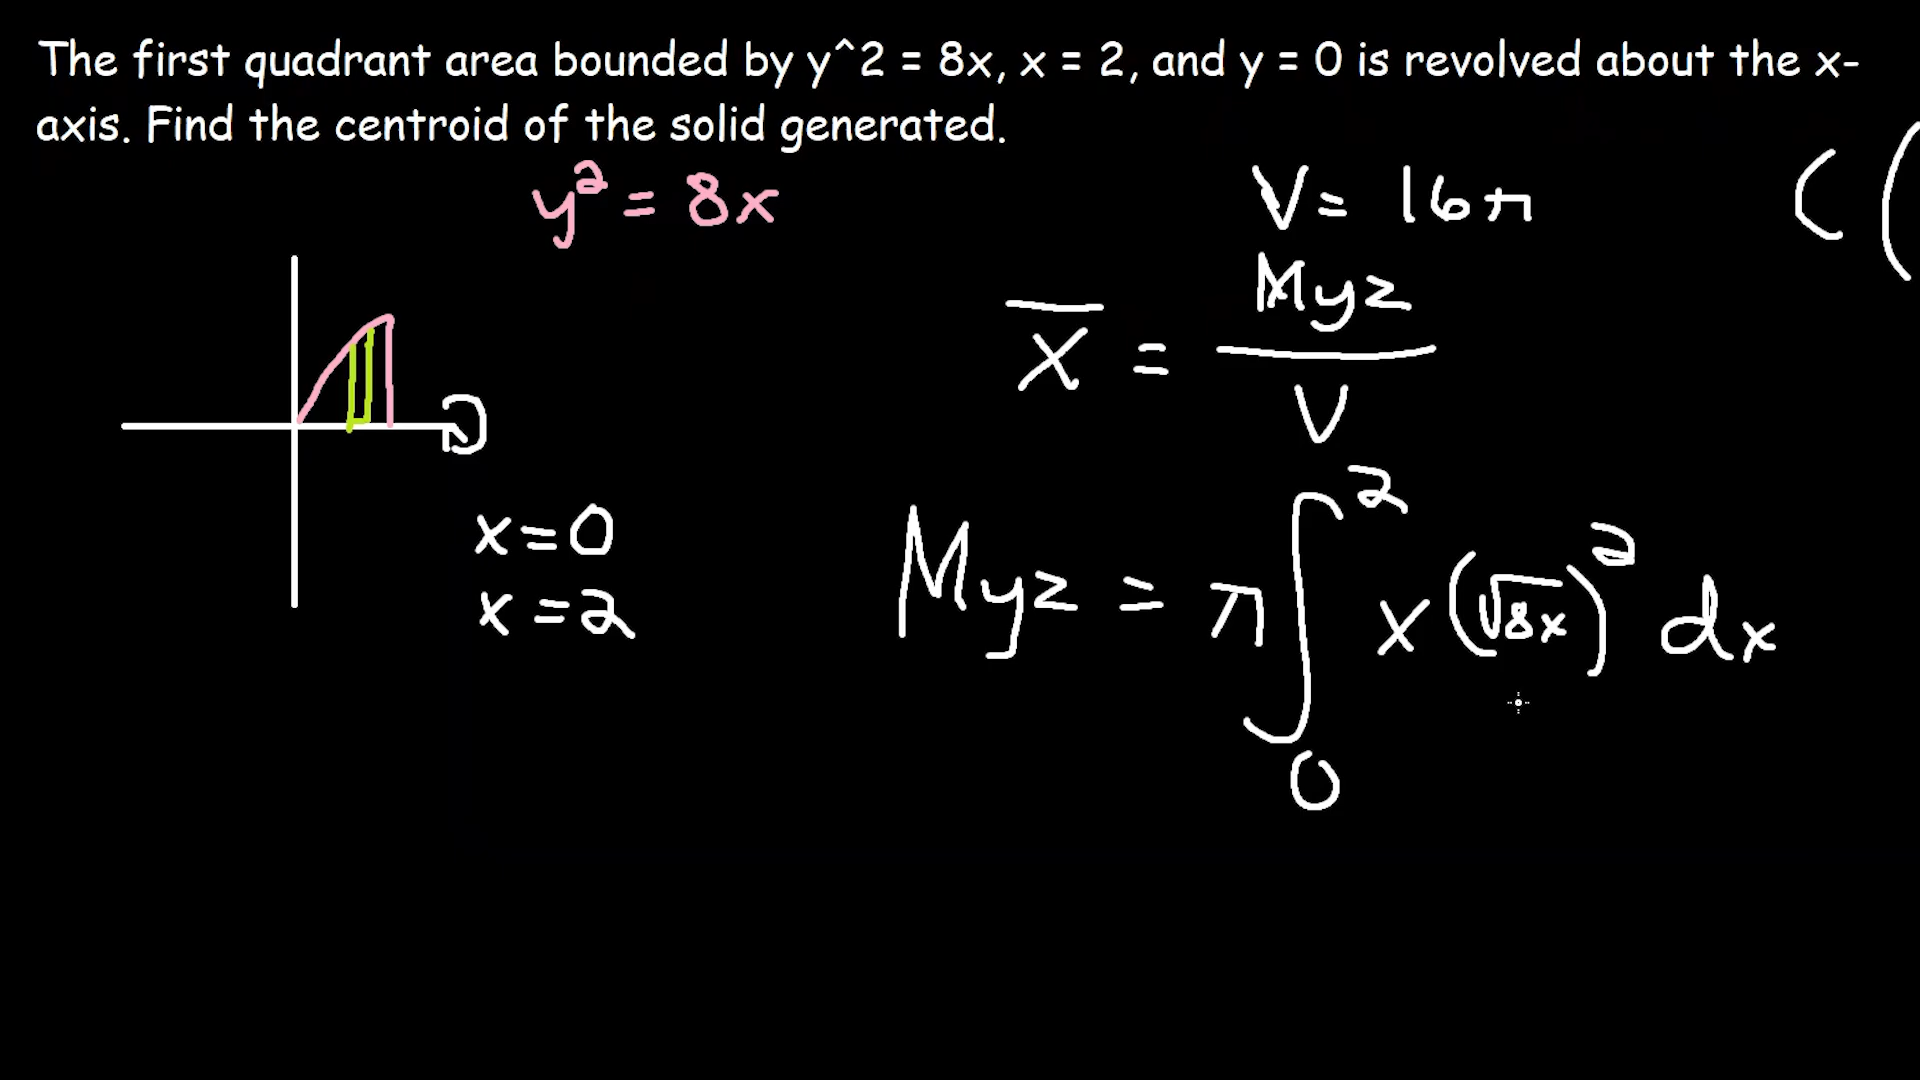 The first quadrant area bounded by y^2 = 8x, x = 2, and y = 0 is revolved about the x-
axis. Find the centroid of the solid generated.
y² = 8x
V = 16π
x̄ = Myz / V
x = 0
x = 2
Myz = π ∫₀² x(√8x)² dx
( (